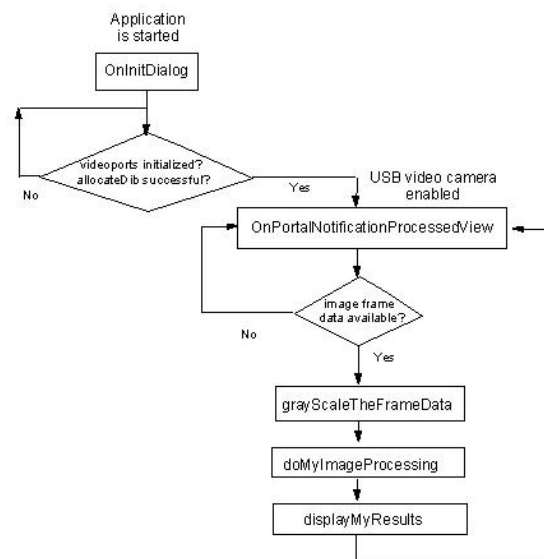 Application
is started
OnInitDialog
videoports initialized?
allocateDib successful?
No
Yes
USB video camera
enabled
OnPortalNotificationProcessedView
image frame
data available?
No
Yes
grayScaleTheFrameData
doMyImageProcessing
displayMyResults